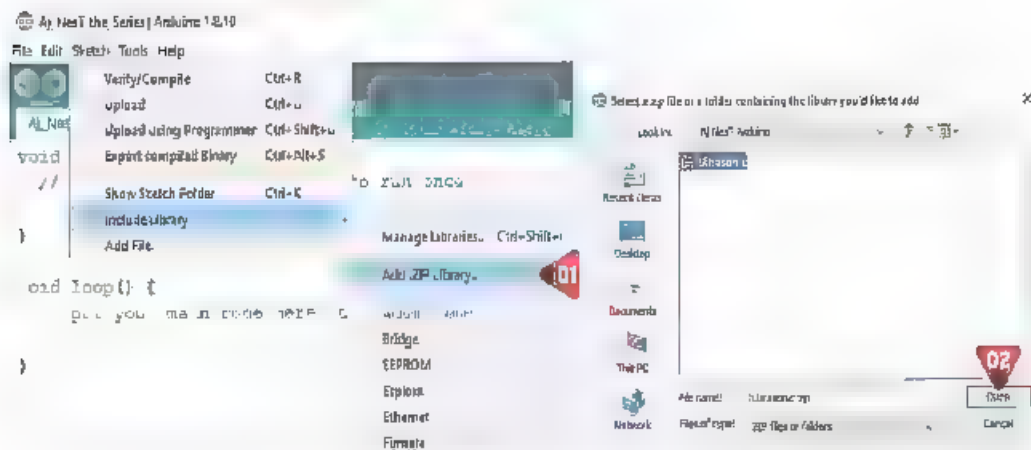 Arduino 1.8.10
File Edit Sketch Tools Help
Verify/Compile Ctrl+R
Upload Ctrl+U
Upload Using Programmer Ctrl+Shift+U
Export compiled Binary Ctrl+Alt+S
Show Sketch Folder Ctrl+K
Include Library
Add File
void
//
to run once
}
Manage Libraries... Ctrl+Shift+I
Add .ZIP Library...
01
void loop() {
}
Bridge
EEPROM
Esplora
Ethernet
Firmata
Select a zip file or a folder containing the library you'd like to add
Look in:
Recent Items
Desktop
Documents
This PC
Network
02
File name:
Open
Files of type: ZIP files or folders
Cancel